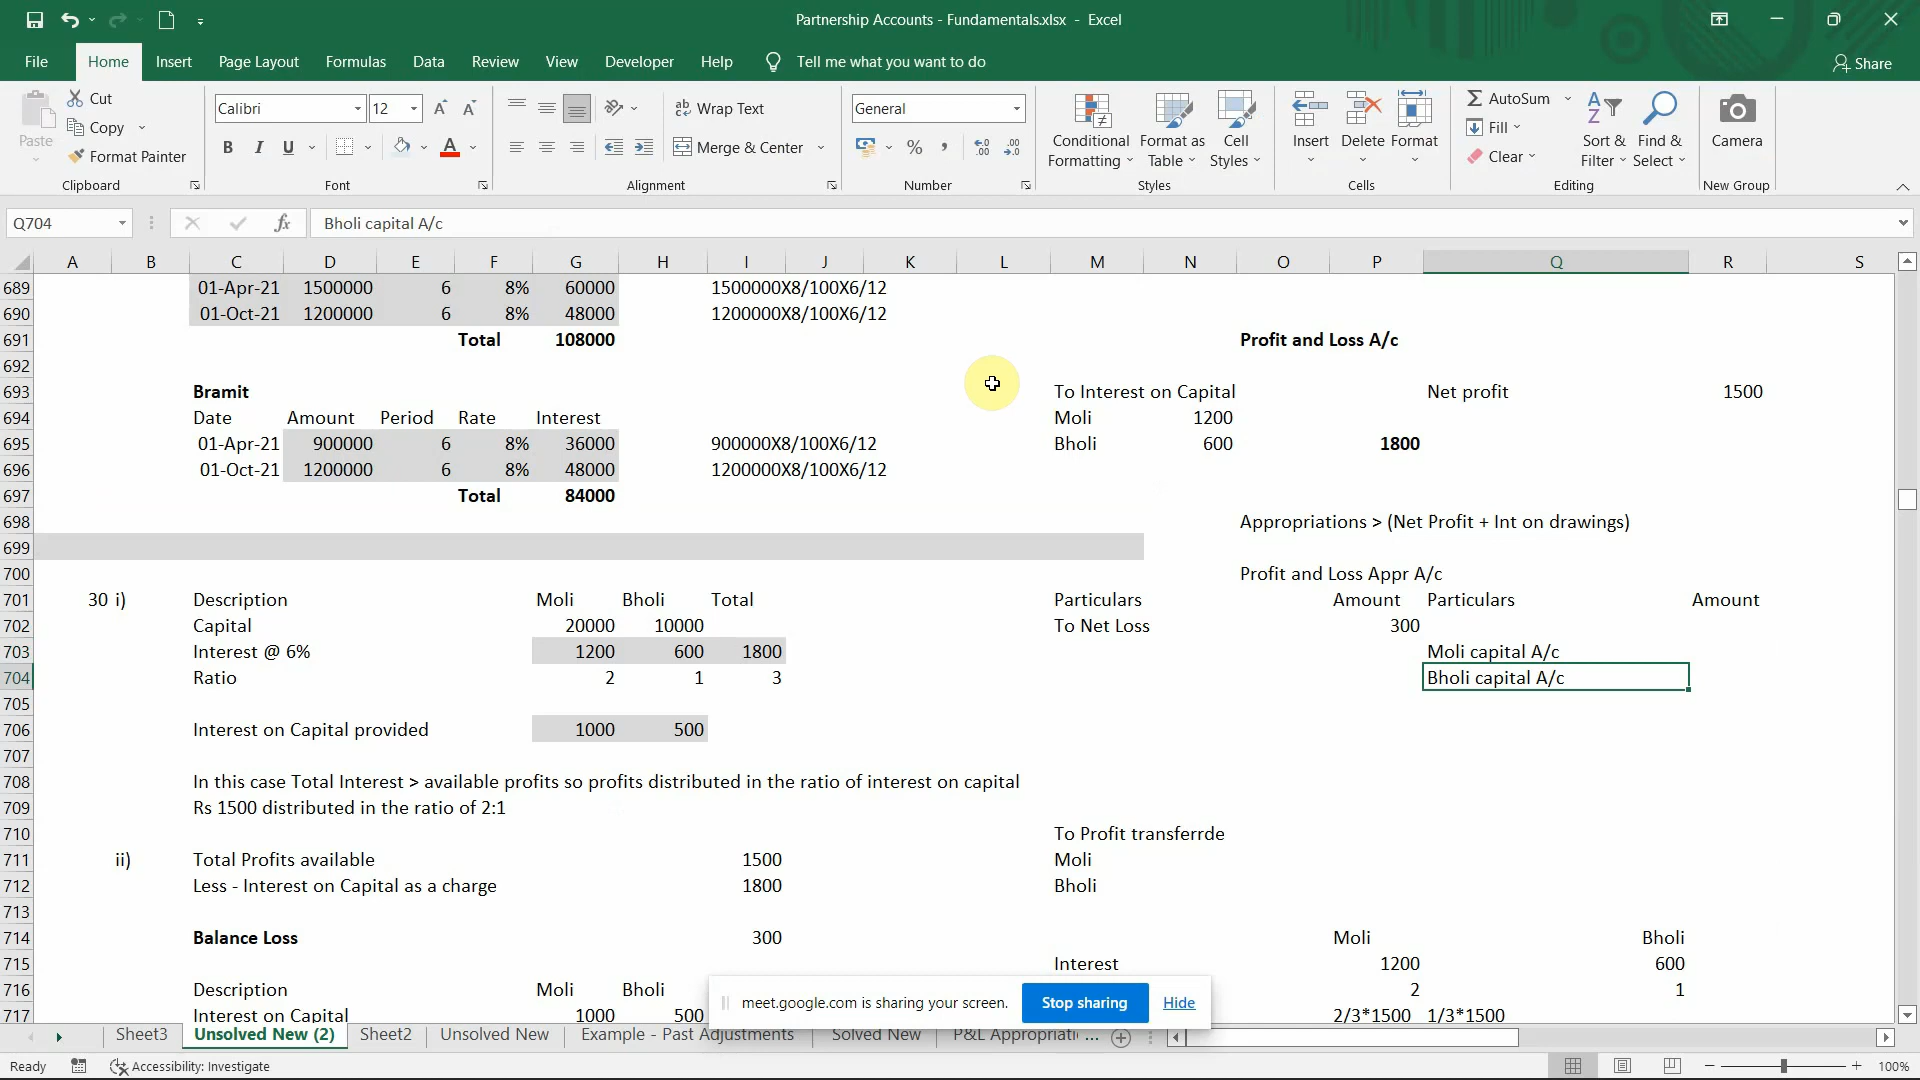 Partnership Accounts - Fundamentals.xlsx - Excel
File Home Insert Page Layout Formulas Data Review View Developer Help Tell me what you want to do Share
Paste Cut Copy Format Painter Clipboard
Calibri 12 B I U A Font
Wrap Text Merge & Center Alignment
General % Number
Conditional Formatting Format as Table Cell Styles Styles
Insert Delete Format Cells
AutoSum Fill Clear Sort & Filter Find & Select Editing
Camera New Group
Q704 fx Bholi capital A/c
A B C D E F G H I J K L M N O P Q R S
689 01-Apr-21 1500000 6 8% 60000 1500000X8/100X6/12
690 01-Oct-21 1200000 6 8% 48000 1200000X8/100X6/12
691 Total 108000 Profit and Loss A/c
692
693 Bramit To Interest on Capital Net profit 1500
694 Date Amount Period Rate Interest Moli 1200
695 01-Apr-21 900000 6 8% 36000 900000X8/100X6/12 Bholi 600 1800
696 01-Oct-21 1200000 6 8% 48000 1200000X8/100X6/12
697 Total 84000
698 Appropriations > (Net Profit + Int on drawings)
699
700 Profit and Loss Appr A/c
701 30 i) Description Moli Bholi Total Particulars Amount Particulars Amount
702 Capital 20000 10000 To Net Loss 300
703 Interest @ 6% 1200 600 1800 Moli capital A/c
704 Ratio 2 1 3 Bholi capital A/c
705
706 Interest on Capital provided 1000 500
707
708 In this case Total Interest > available profits so profits distributed in the ratio of interest on capital
709 Rs 1500 distributed in the ratio of 2:1
710 To Profit transferrde
711 ii) Total Profits available 1500 Moli
712 Less - Interest on Capital as a charge 1800 Bholi
713
714 Balance Loss 300 Moli Bholi
715 Interest 1200 600
716 Description Moli Bholi 2 1
717 Interest on Capital 1000 500 2/3*1500 1/3*1500
meet.google.com is sharing your screen. Stop sharing Hide
Sheet3 Unsolved New (2) Sheet2 Unsolved New Example - Past Adjustments Solved New P&L Appropriati ...
Ready Accessibility: Investigate 100%